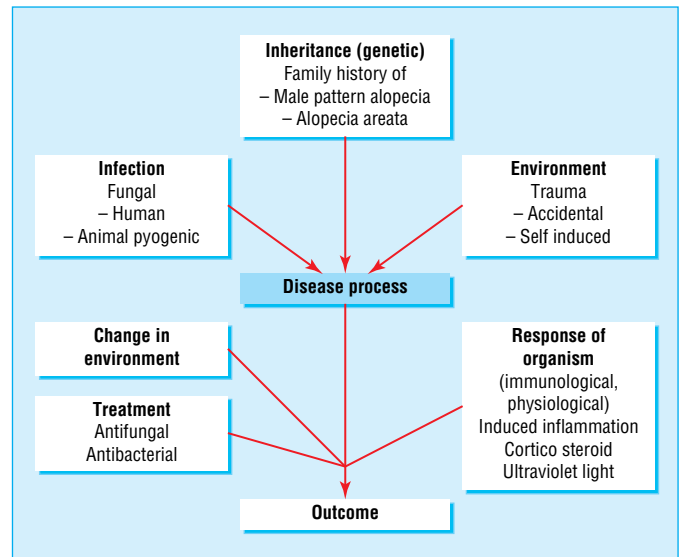 Inheritance (genetic)
Family history of
– Male pattern alopecia
– Alopecia areata
Infection
Fungal
– Human
– Animal pyogenic
Environment
Trauma
– Accidental
– Self induced
Disease process
Change in
environment
Treatment
Antifungal
Antibacterial
Response of
organism
(immunological,
physiological)
Induced inflammation
Cortico steroid
Ultraviolet light
Outcome